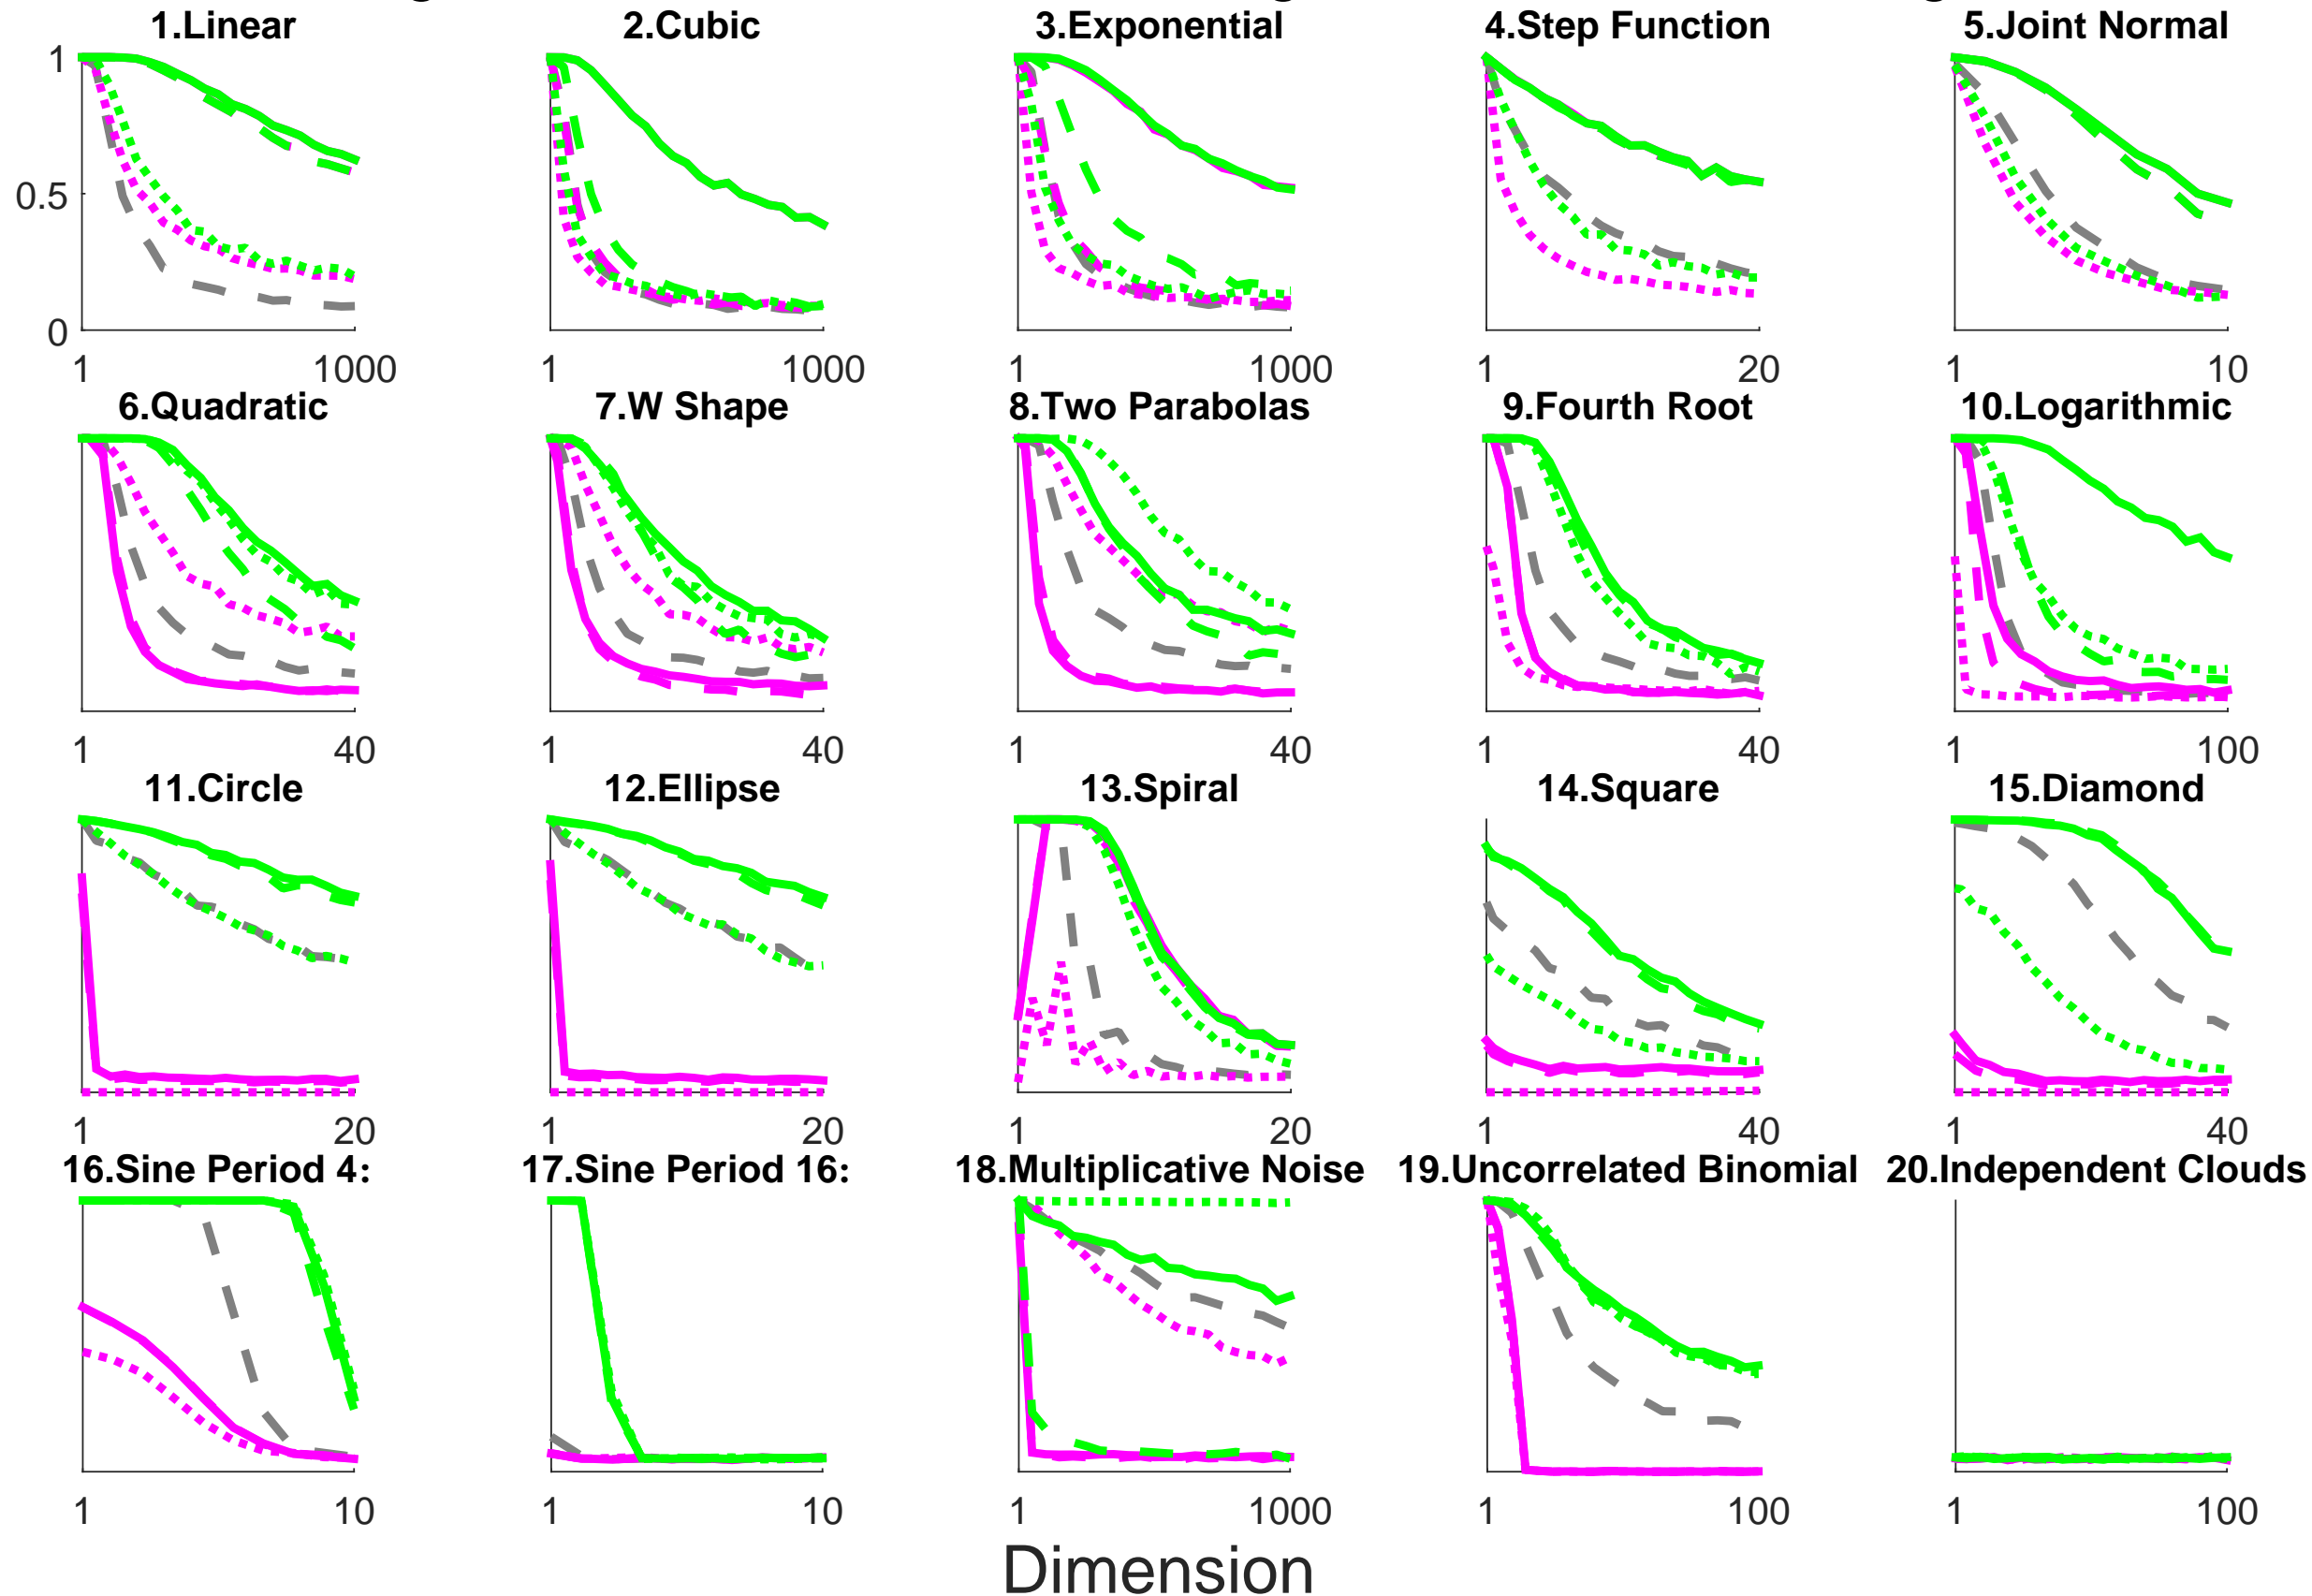 1.Linear 2.Cubic 3.Exponential 4.Step Function 5.Joint Normal
1
0.5
0
1 1000 1 1000 1 1000 1 20 1 10
6.Quadratic 7.W Shape 8.Two Parabolas 9.Fourth Root 10.Logarithmic
1 40 1 40 1 40 1 40 1 100
11.Circle 12.Ellipse 13.Spiral 14.Square 15.Diamond
1 20 1 20 1 20 1 40 1 40
16.Sine Period 4: 17.Sine Period 16: 18.Multiplicative Noise 19.Uncorrelated Binomial 20.Independent Clouds
1 10 1 10 1 1000 1 100 1 100
Dimension